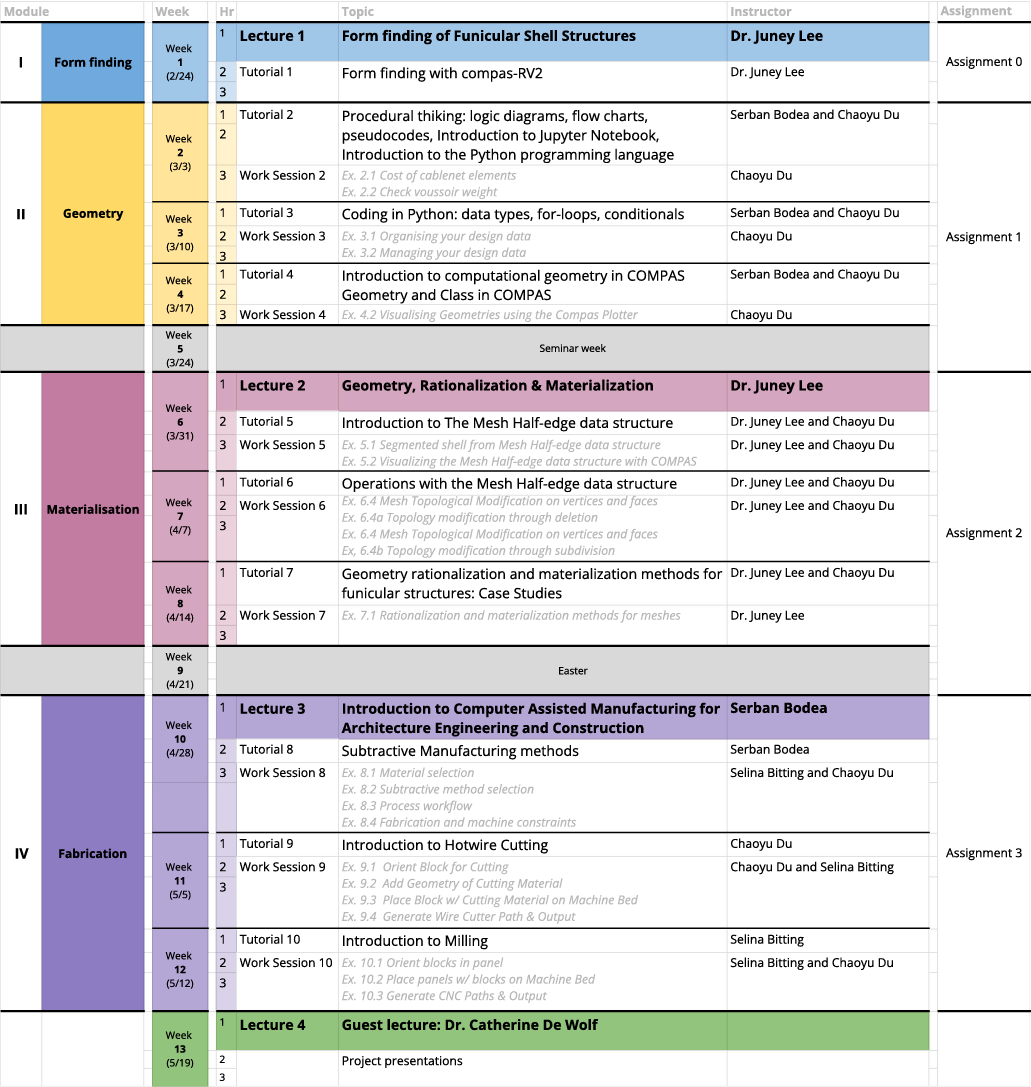 Module Week Hr Topic Instructor Assignment
I Form finding Week 1 (2/24) Assignment 0
1 Lecture 1 Form finding of Funicular Shell Structures Dr. Juney Lee
2 Tutorial 1 Form finding with compas-RV2 Dr. Juney Lee
3
II Geometry Assignment 1
Week 2 (3/3)
1 Tutorial 2 Procedural thiking: logic diagrams, flow charts, Serban Bodea and Chaoyu Du
2 pseudocodes, Introduction to Jupyter Notebook,
Introduction to the Python programming language
3 Work Session 2 Ex. 2.1 Cost of cablenet elements Chaoyu Du
Ex. 2.2 Check voussoir weight
Week 3 (3/10)
1 Tutorial 3 Coding in Python: data types, for-loops, conditionals Serban Bodea and Chaoyu Du
2 Work Session 3 Ex. 3.1 Organising your design data Chaoyu Du
3 Ex. 3.2 Managing your design data
Week 4 (3/17)
1 Tutorial 4 Introduction to computational geometry in COMPAS Serban Bodea and Chaoyu Du
2 Geometry and Class in COMPAS
3 Work Session 4 Ex. 4.2 Visualising Geometries using the Compas Plotter Chaoyu Du
Week 5 (3/24) Seminar week
III Materialisation Assignment 2
Week 6 (3/31)
1 Lecture 2 Geometry, Rationalization & Materialization Dr. Juney Lee
2 Tutorial 5 Introduction to The Mesh Half-edge data structure Dr. Juney Lee and Chaoyu Du
3 Work Session 5 Ex. 5.1 Segmented shell from Mesh Half-edge data structure Dr. Juney Lee and Chaoyu Du
Ex. 5.2 Visualizing the Mesh Half-edge data structure with COMPAS
Week 7 (4/7)
1 Tutorial 6 Operations with the Mesh Half-edge data structure Dr. Juney Lee and Chaoyu Du
2 Work Session 6 Ex. 6.4 Mesh Topological Modification on vertices and faces Dr. Juney Lee and Chaoyu Du
3 Ex. 6.4a Topology modification through deletion
Ex. 6.4 Mesh Topological Modification on vertices and faces
Ex, 6.4b Topology modification through subdivision
Week 8 (4/14)
1 Tutorial 7 Geometry rationalization and materialization methods for Dr. Juney Lee and Chaoyu Du
funicular structures: Case Studies
2 Work Session 7 Ex. 7.1 Rationalization and materialization methods for meshes Dr. Juney Lee
3
Week 9 (4/21) Easter
IV Fabrication Assignment 3
Week 10 (4/28)
1 Lecture 3 Introduction to Computer Assisted Manufacturing for Serban Bodea
Architecture Engineering and Construction
2 Tutorial 8 Subtractive Manufacturing methods Serban Bodea
3 Work Session 8 Ex. 8.1 Material selection Selina Bitting and Chaoyu Du
Ex. 8.2 Subtractive method selection
Ex. 8.3 Process workflow
Ex. 8.4 Fabrication and machine constraints
Week 11 (5/5)
1 Tutorial 9 Introduction to Hotwire Cutting Chaoyu Du
2 Work Session 9 Ex. 9.1 Orient Block for Cutting Chaoyu Du and Selina Bitting
3 Ex. 9.2 Add Geometry of Cutting Material
Ex. 9.3 Place Block w/ Cutting Material on Machine Bed
Ex. 9.4 Generate Wire Cutter Path & Output
Week 12 (5/12)
1 Tutorial 10 Introduction to Milling Selina Bitting
2 Work Session 10 Ex. 10.1 Orient blocks in panel Selina Bitting and Chaoyu Du
3 Ex. 10.2 Place panels w/ blocks on Machine Bed
Ex. 10.3 Generate CNC Paths & Output
Week 13 (5/19)
1 Lecture 4 Guest lecture: Dr. Catherine De Wolf
2 Project presentations
3